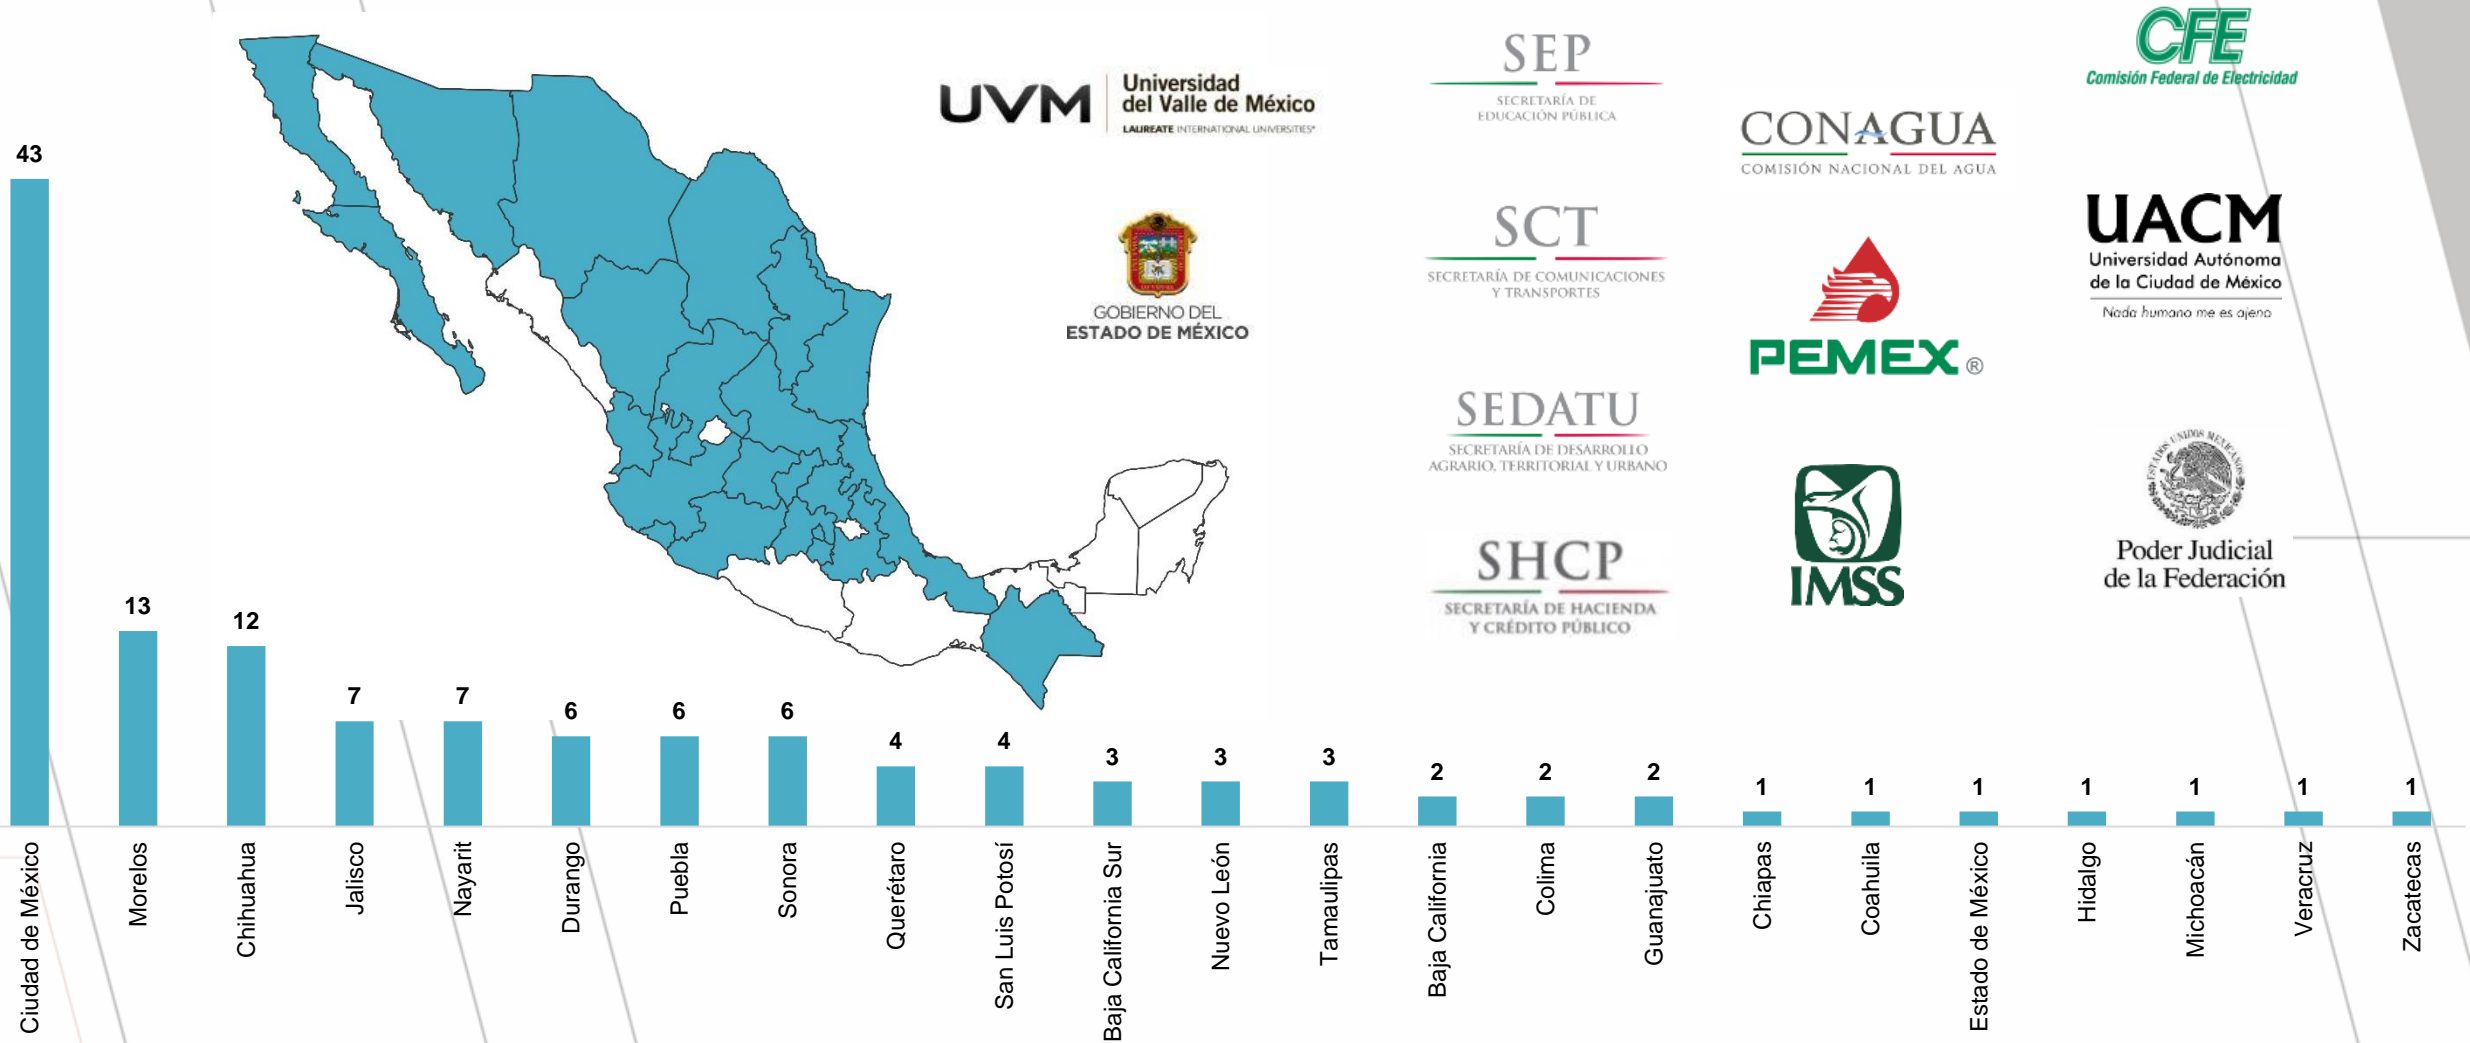 UVM
Universidad
del Valle de México
LAUREATE INTERNATIONAL UNIVERSITIES®
GOBIERNO DEL
ESTADO DE MÉXICO
SEP
SECRETARÍA DE
EDUCACIÓN PÚBLICA
SCT
SECRETARÍA DE COMUNICACIONES
Y TRANSPORTES
SEDATU
SECRETARÍA DE DESARROLLO
AGRARIO, TERRITORIAL Y URBANO
SHCP
SECRETARÍA DE HACIENDA
Y CRÉDITO PÚBLICO
CONAGUA
COMISIÓN NACIONAL DEL AGUA
PEMEX ®
IMSS
CFE
Comisión Federal de Electricidad
UACM
Universidad Autónoma
de la Ciudad de México
Nada humano me es ajeno
ESTADOS UNIDOS MEXICANOS
Poder Judicial
de la Federación
43
13
12
7
7
6
6
6
4
4
3
3
3
2
2
2
1
1
1
1
1
1
1
Ciudad de México
Morelos
Chihuahua
Jalisco
Nayarit
Durango
Puebla
Sonora
Querétaro
San Luis Potosí
Baja California Sur
Nuevo León
Tamaulipas
Baja California
Colima
Guanajuato
Chiapas
Coahuila
Estado de México
Hidalgo
Michoacán
Veracruz
Zacatecas